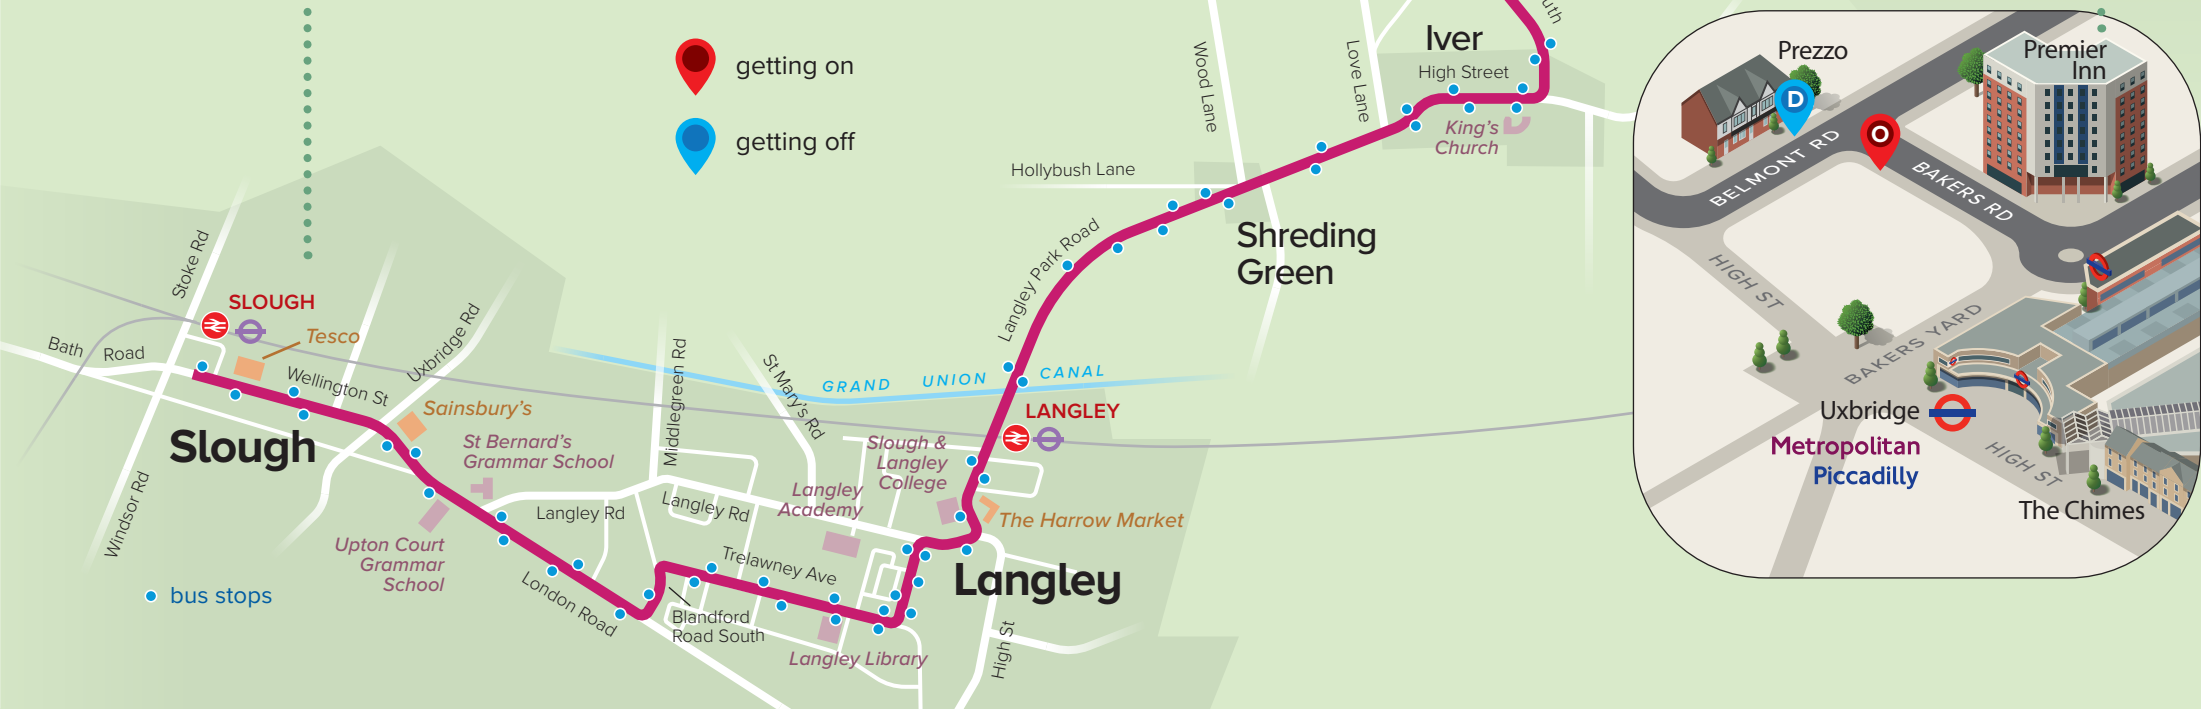 getting on
getting off
Iver
High Street
uth
Wood Lane
Love Lane
King's
Church
Hollybush Lane
Shreding
Green
Langley Park Road
Stoke Rd
SLOUGH
Tesco
Bath Road
Wellington St
Uxbridge Rd
Sainsbury's
Slough
Windsor Rd
St Bernard's
Grammar School
Upton Court
Grammar
School
bus stops
Middlegreen Rd
St Mary's Rd
GRAND UNION CANAL
LANGLEY
Slough &
Langley
College
Langley
Academy
The Harrow Market
Langley Rd
Langley Rd
London Road
Trelawney Ave
Blandford
Road South
Langley Library
Langley
High St
Prezzo
Premier
Inn
D
O
BELMONT RD
BAKERS RD
HIGH ST
BAKERS YARD
Uxbridge
Metropolitan
Piccadilly
HIGH ST
The Chimes